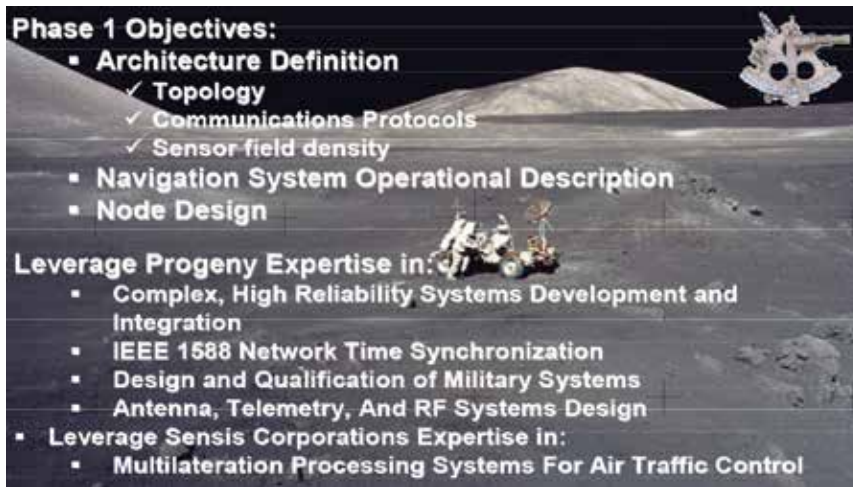 Phase 1 Objectives:
▪ Architecture Definition
✓ Topology
✓ Communications Protocols
✓ Sensor field density
▪ Navigation System Operational Description
▪ Node Design
Leverage Progeny Expertise in:
▪ Complex, High Reliability Systems Development and
Integration
▪ IEEE 1588 Network Time Synchronization
▪ Design and Qualification of Military Systems
▪ Antenna, Telemetry, And RF Systems Design
▪ Leverage Sensis Corporations Expertise in:
▪ Multilateration Processing Systems For Air Traffic Control